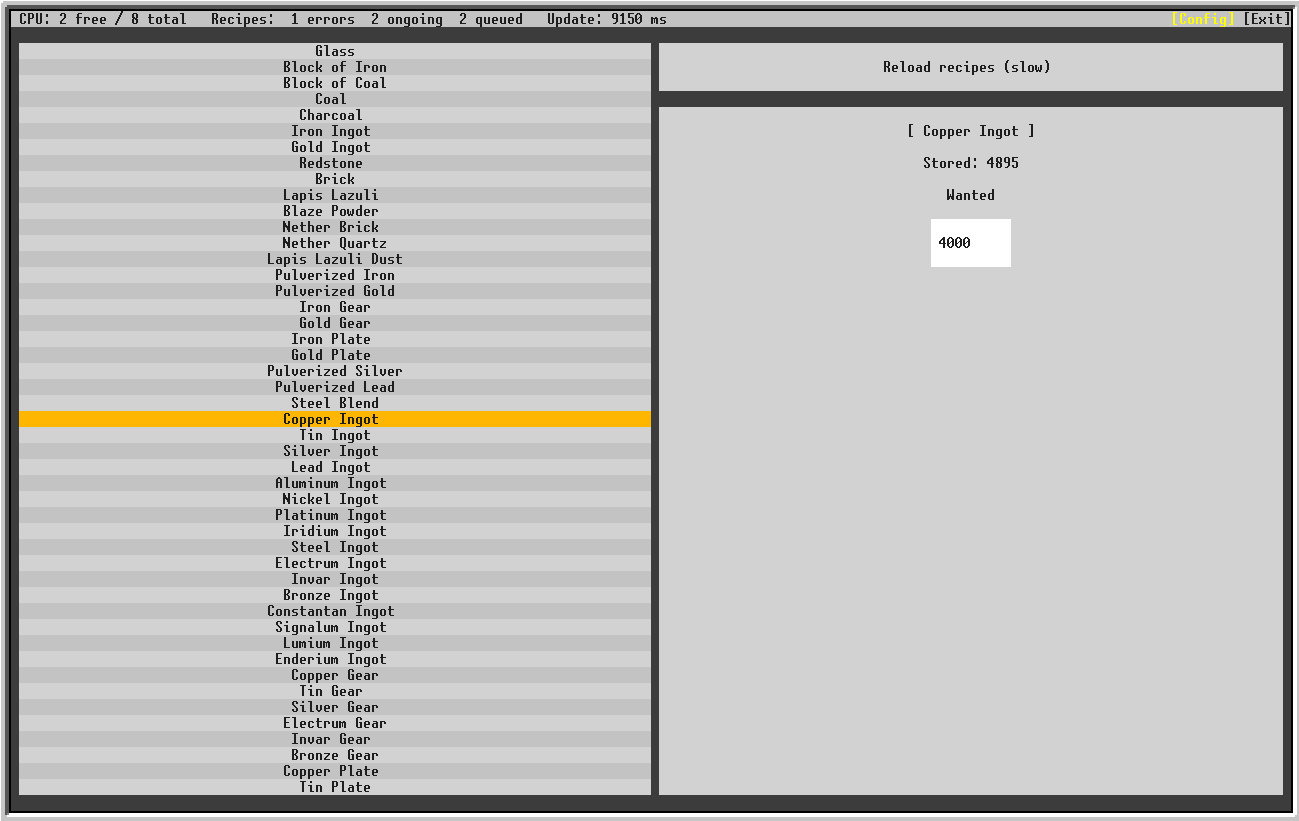 CPU: 2 free / 8 total   Recipes:  1 errors  2 ongoing  2 queued   Update: 9150 ms   [Config] [Exit]
Glass
Block of Iron
Block of Coal
Coal
Charcoal
Iron Ingot
Gold Ingot
Redstone
Brick
Lapis Lazuli
Blaze Powder
Nether Brick
Nether Quartz
Lapis Lazuli Dust
Pulverized Iron
Pulverized Gold
Iron Gear
Gold Gear
Iron Plate
Gold Plate
Pulverized Silver
Pulverized Lead
Steel Blend
Copper Ingot
Tin Ingot
Silver Ingot
Lead Ingot
Aluminum Ingot
Nickel Ingot
Platinum Ingot
Iridium Ingot
Steel Ingot
Electrum Ingot
Invar Ingot
Bronze Ingot
Constantan Ingot
Signalum Ingot
Lumium Ingot
Enderium Ingot
Copper Gear
Tin Gear
Silver Gear
Electrum Gear
Invar Gear
Bronze Gear
Copper Plate
Tin Plate
Reload recipes (slow)
[ Copper Ingot ]
Stored: 4895
Wanted
4000